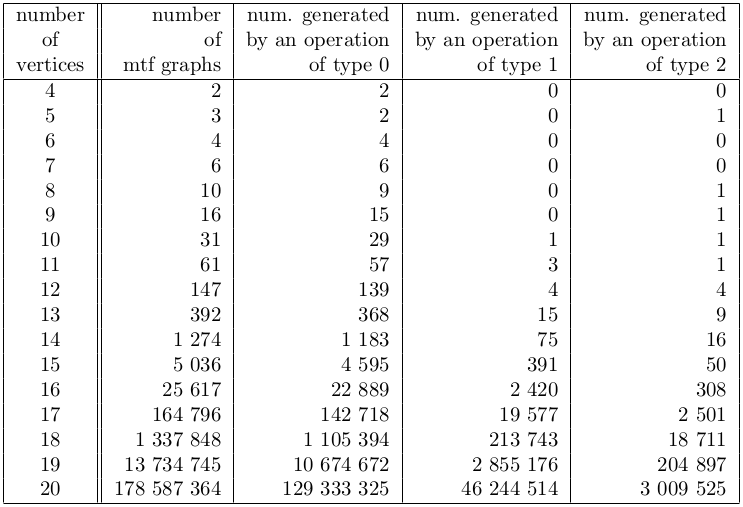 number number num. generated num. generated num. generated
of of by an operation by an operation by an operation
vertices mtf graphs of type 0 of type 1 of type 2
4 2 2 0 0
5 3 2 0 1
6 4 4 0 0
7 6 6 0 0
8 10 9 0 1
9 16 15 0 1
10 31 29 1 1
11 61 57 3 1
12 147 139 4 4
13 392 368 15 9
14 1 274 1 183 75 16
15 5 036 4 595 391 50
16 25 617 22 889 2 420 308
17 164 796 142 718 19 577 2 501
18 1 337 848 1 105 394 213 743 18 711
19 13 734 745 10 674 672 2 855 176 204 897
20 178 587 364 129 333 325 46 244 514 3 009 525